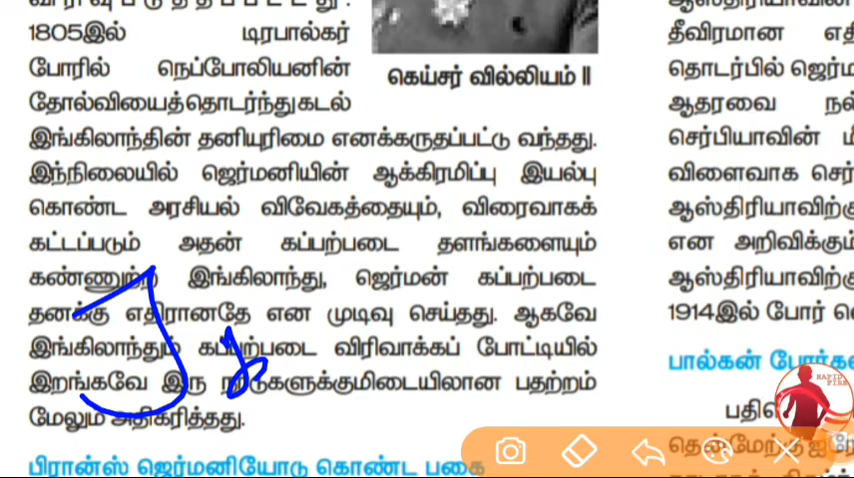 1805இல் டிரபால்கர்
போரில் நெப்போலியனின்
தோல்வியைத்தொடர்ந்துகடல்
இங்கிலாந்தின் தனியுரிமை எனக்கருதப்பட்டு வந்தது.
இந்நிலையில் ஜெர்மனியின் ஆக்கிரமிப்பு இயல்பு
கொண்ட அரசியல் விவேகத்தையும், விரைவாகக்
கட்டப்படும் அதன் கப்பற்படை தளங்களையும்
கண்ணுற்ற இங்கிலாந்து, ஜெர்மன் கப்பற்படை
தனக்கு எதிரானதே என முடிவு செய்தது. ஆகவே
இங்கிலாந்தும் கப்பற்படை விரிவாக்கப் போட்டியில்
இறங்கவே இரு நாடுகளுக்குமிடையிலான பதற்றம்
மேலும் அதிகரித்தது.
பிரான்ஸ் ஜெர்மனியோடு கொண்ட பகை
கெய்சர் வில்லியம் II
தீவிரமான
தொடர்பில்
ஆதரவை
செர்பியாவின்
விளைவாக
என அறிவிக்கும்
1914இல் போர்
பால்கன்
RAPID
FIRE